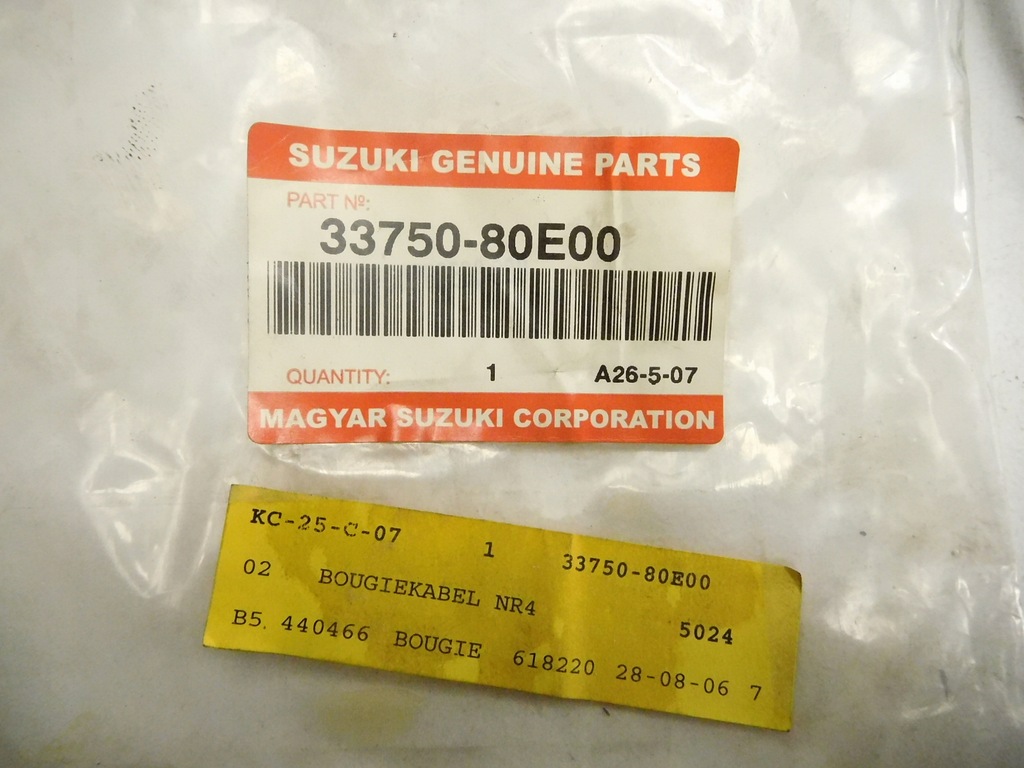 SUZUKI GENUINE PARTS
PART Nº:
33750-80E00
QUANTITY: 1 A26-5-07
MAGYAR SUZUKI CORPORATION
KC-25-C-07 1 33750-80E00
02 BOUGIEKABEL NR4 5024
B5. 440466 BOUGIE 618220 28-08-06 7